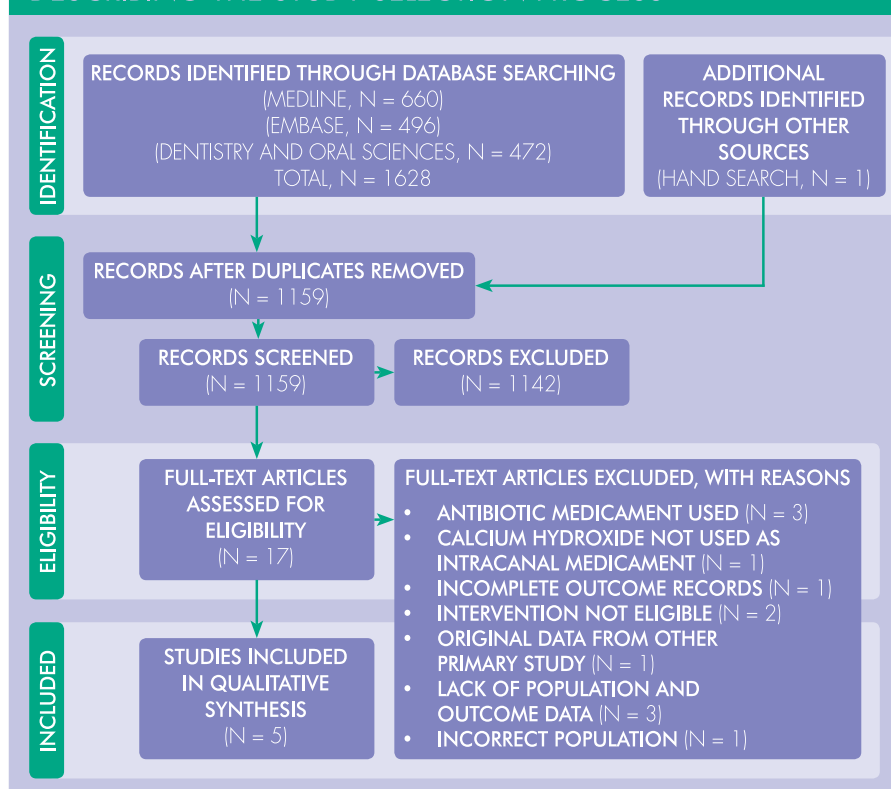 IDENTIFICATION
RECORDS IDENTIFIED THROUGH DATABASE SEARCHING
(MEDLINE, N = 660)
(EMBASE, N = 496)
(DENTISTRY AND ORAL SCIENCES, N = 472)
TOTAL, N = 1628
ADDITIONAL
RECORDS IDENTIFIED
THROUGH OTHER
SOURCES
(HAND SEARCH, N = 1)
SCREENING
RECORDS AFTER DUPLICATES REMOVED
(N = 1159)
RECORDS SCREENED
(N = 1159)
RECORDS EXCLUDED
(N = 1142)
ELIGIBILITY
FULL-TEXT ARTICLES
ASSESSED FOR
ELIGIBILITY
(N = 17)
FULL-TEXT ARTICLES EXCLUDED, WITH REASONS
• ANTIBIOTIC MEDICAMENT USED (N = 3)
• CALCIUM HYDROXIDE NOT USED AS
INTRACANAL MEDICAMENT (N = 1)
• INCOMPLETE OUTCOME RECORDS (N = 1)
• INTERVENTION NOT ELIGIBLE (N = 2)
• ORIGINAL DATA FROM OTHER
PRIMARY STUDY (N = 1)
• LACK OF POPULATION AND
OUTCOME DATA (N = 3)
• INCORRECT POPULATION (N = 1)
INCLUDED
STUDIES INCLUDED
IN QUALITATIVE
SYNTHESIS
(N = 5)